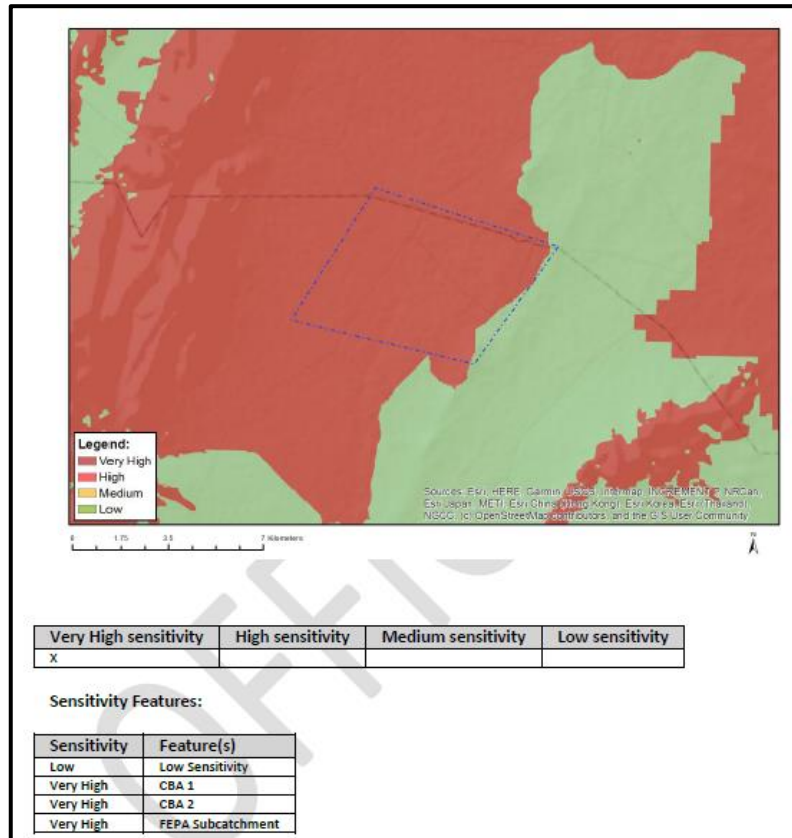 Legend:
Very High
High
Medium
Low
Sources: Esri, HERE, Garmin, USGS, Intermap, INCREMENT P, NRCan,
Esri Japan, METI, Esri China (Hong Kong), Esri Korea, Esri (Thailand),
NGCC, (c) OpenStreetMap contributors, and the GIS User Community
0 1.75 3.5 7 Kilometers
N
Very High sensitivity High sensitivity Medium sensitivity Low sensitivity
X
Sensitivity Features:
Sensitivity Feature(s)
Low Low Sensitivity
Very High CBA 1
Very High CBA 2
Very High FEPA Subcatchment
OFFIC